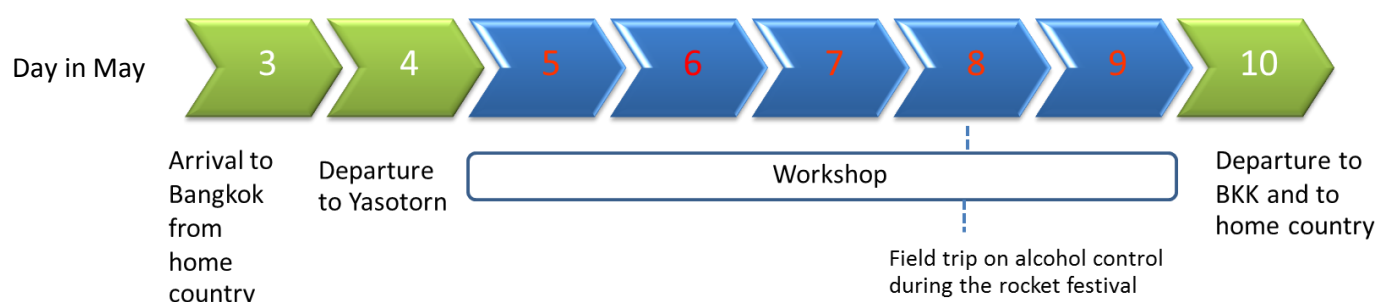 Day in May
3
4
5
6
7
8
9
10
Arrival to
Bangkok
from
home
country
Departure
to Yasotorn
Workshop
Departure to
BKK and to
home country
Field trip on alcohol control
during the rocket festival